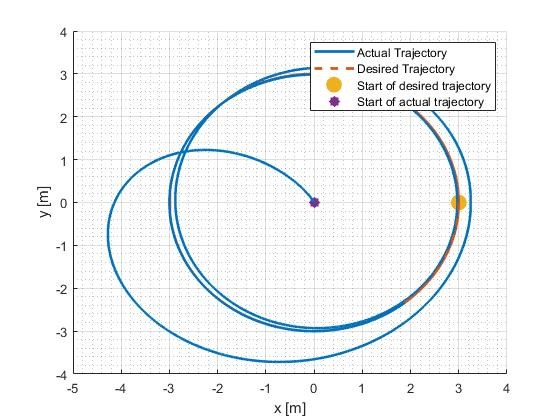 4
3
2
1
0
-1
-2
-3
-4
y [m]
Actual Trajectory
Desired Trajectory
Start of desired trajectory
Start of actual trajectory
-5 -4 -3 -2 -1 0 1 2 3 4
x [m]